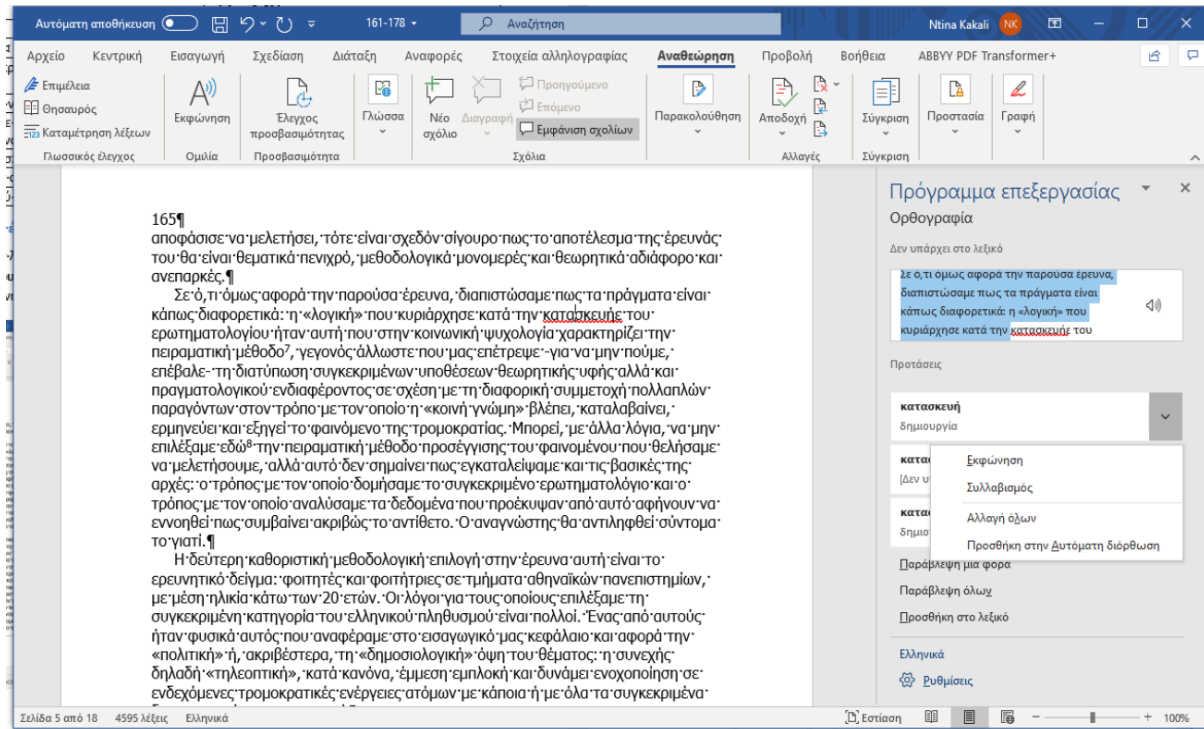 Αυτόματη αποθήκευση
161-178
Αναζήτηση
Ntina Kakali
NK
Αρχείο Κεντρική Εισαγωγή Σχεδίαση Διάταξη Αναφορές Στοιχεία αλληλογραφίας Αναθεώρηση Προβολή Βοήθεια ABBYY PDF Transformer+
Επιμέλεια
Θησαυρός
123 Καταμέτρηση λέξεων
Γλωσσικός έλεγχος
Εκφώνηση
Ομιλία
Έλεγχος
προσβασιμότητας
Προσβασιμότητα
Γλώσσα
Νέο
σχόλιο
Διαγραφή
Προηγούμενο
Επόμενο
Εμφάνιση σχολίων
Σχόλια
Παρακολούθηση
Αποδοχή
Αλλαγές
Σύγκριση
Σύγκριση
Προστασία
Γραφή
165¶
αποφάσισε·να·μελετήσει,·τότε·είναι·σχεδόν·σίγουρο·πως·το·αποτέλεσμα·της·έρευνάς·
του·θα·είναι·θεματικά·πενιχρό,·μεθοδολογικά·μονομερές·και·θεωρητικά·αδιάφορο·και·
ανεπαρκές.¶
Σε·ό,τι·όμως·αφορά·την·παρούσα·έρευνα,·διαπιστώσαμε·πως·τα·πράγματα·είναι·
κάπως·διαφορετικά:·η·«λογική»·που·κυριάρχησε·κατά·την·κατασκευήε·του·
ερωτηματολογίου·ήταν·αυτή·που·στην·κοινωνική·ψυχολογία·χαρακτηρίζει·την·
πειραματική·μέθοδο⁷,·γεγονός·άλλωστε·που·μας·επέτρεψε·-για·να·μην·πούμε,·
επέβαλε-·τη·διατύπωση·συγκεκριμένων·υποθέσεων·θεωρητικής·υφής·αλλά·και·
πραγματολογικού·ενδιαφέροντος·σε·σχέση·με·τη·διαφορική·συμμετοχή·πολλαπλών·
παραγόντων·στον·τρόπο·με·τον·οποίο·η·«κοινή·γνώμη»·βλέπει,·καταλαβαίνει,·
ερμηνεύει·και·εξηγεί·το·φαινόμενο·της·τρομοκρατίας.·Μπορεί,·με·άλλα·λόγια,·να·μην·
επιλέξαμε·εδώ⁸·την·πειραματική·μέθοδο·προσέγγισης·του·φαινομένου·που·θελήσαμε·
να·μελετήσουμε,·αλλά·αυτό·δεν·σημαίνει·πως·εγκαταλείψαμε·και·τις·βασικές·της·
αρχές:·ο·τρόπος·με·τον·οποίο·δομήσαμε·το·συγκεκριμένο·ερωτηματολόγιο·και·ο·
τρόπος·με·τον·οποίο·αναλύσαμε·τα·δεδομένα·που·προέκυψαν·από·αυτό·αφήνουν·να·
εννοηθεί·πως·συμβαίνει·ακριβώς·το·αντίθετο.·Ο·αναγνώστης·θα·αντιληφθεί·σύντομα·
το·γιατί.¶
Η·δεύτερη·καθοριστική·μεθοδολογική·επιλογή·στην·έρευνα·αυτή·είναι·το·
ερευνητικό·δείγμα:·φοιτητές·και·φοιτήτριες·σε·τμήματα·αθηναϊκών·πανεπιστημίων,·
με·μέση·ηλικία·κάτω·των·20·ετών.·Οι·λόγοι·για·τους·οποίους·επιλέξαμε·τη·
συγκεκριμένη·κατηγορία·του·ελληνικού·πληθυσμού·είναι·πολλοί.·Ένας·από·αυτούς·
ήταν·φυσικά·αυτός·που·αναφέραμε·στο·εισαγωγικό·μας·κεφάλαιο·και·αφορά·την·
«πολιτική»·ή,·ακριβέστερα,·τη·«δημοσιολογική»·όψη·του·θέματος:·η·συνεχής·
δηλαδή·«τηλεοπτική»,·κατά·κανόνα,·έμμεση·εμπλοκή·και·δυνάμει·ενοχοποίηση·σε·
ενδεχόμενες·τρομοκρατικές·ενέργειες·ατόμων·με·κάποια·ή·με·όλα·τα·συγκεκριμένα·
Πρόγραμμα επεξεργασίας
Ορθογραφία
Δεν υπάρχει στο λεξικό
Σε ό,τι όμως αφορά την παρούσα έρευνα,
διαπιστώσαμε πως τα πράγματα είναι
κάπως διαφορετικά: η «λογική» που
κυριάρχησε κατά την κατασκευήε του
Προτάσεις
κατασκευή
δημιουργία
κατα
[Δεν υ
κατα
δημιο
Εκφώνηση
Συλλαβισμός
Αλλαγή όλων
Προσθήκη στην Αυτόματη διόρθωση
Παράβλεψη μία φορά
Παράβλεψη όλων
Προσθήκη στο λεξικό
Ελληνικά
Ρυθμίσεις
Σελίδα 5 από 18 4595 λέξεις Ελληνικά
Εστίαση
100%